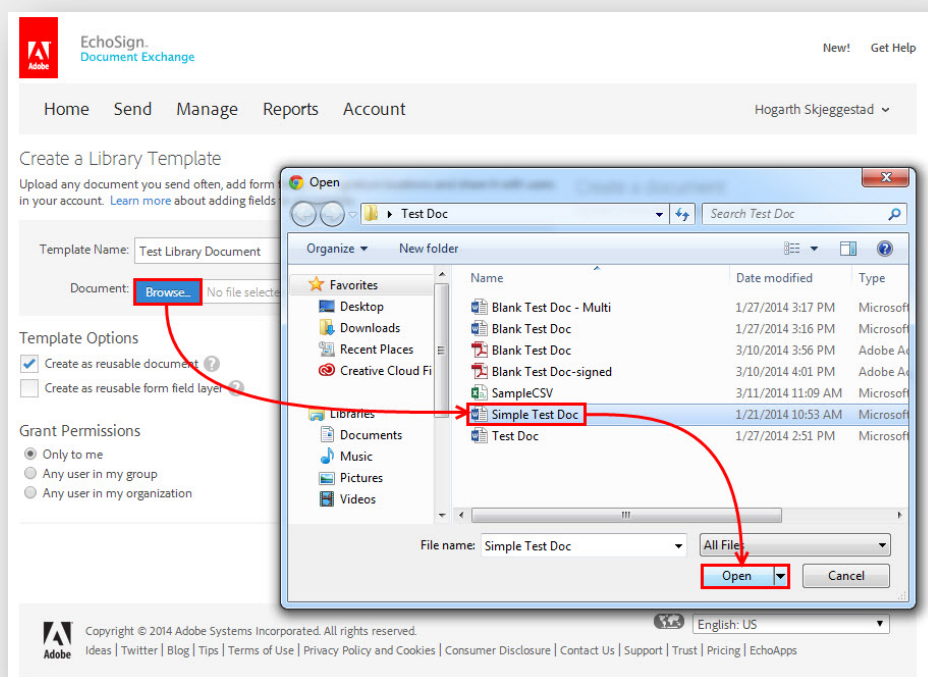 EchoSign.
Document Exchange
Adobe
New! Get Help
Home Send Manage Reports Account
Hogarth Skjeggestad
Create a Library Template
Upload any document you send often, add form
in your account. Learn more about adding fields
Template Name: Test Library Document
Document: Browse... No file selecte
Template Options
Create as reusable document ?
Create as reusable form field layer ?
Grant Permissions
Only to me
Any user in my group
Any user in my organization
Open
Create a document
Test Doc
Search Test Doc
Organize New folder
Favorites
Desktop
Downloads
Recent Places
Creative Cloud Fi
Libraries
Documents
Music
Pictures
Videos
Name Date modified Type
Blank Test Doc - Multi 1/27/2014 3:17 PM Microsoft
Blank Test Doc 1/27/2014 3:16 PM Microsoft
Blank Test Doc 3/10/2014 3:56 PM Adobe Ac
Blank Test Doc-signed 3/10/2014 4:01 PM Adobe Ac
SampleCSV 3/11/2014 11:09 AM Microsoft
Simple Test Doc 1/21/2014 10:53 AM Microsoft
Test Doc 1/27/2014 2:51 PM Microsoft
File name: Simple Test Doc All Files
Open Cancel
Adobe
Copyright © 2014 Adobe Systems Incorporated. All rights reserved.
English: US
Ideas | Twitter | Blog | Tips | Terms of Use | Privacy Policy and Cookies | Consumer Disclosure | Contact Us | Support | Trust | Pricing | EchoApps